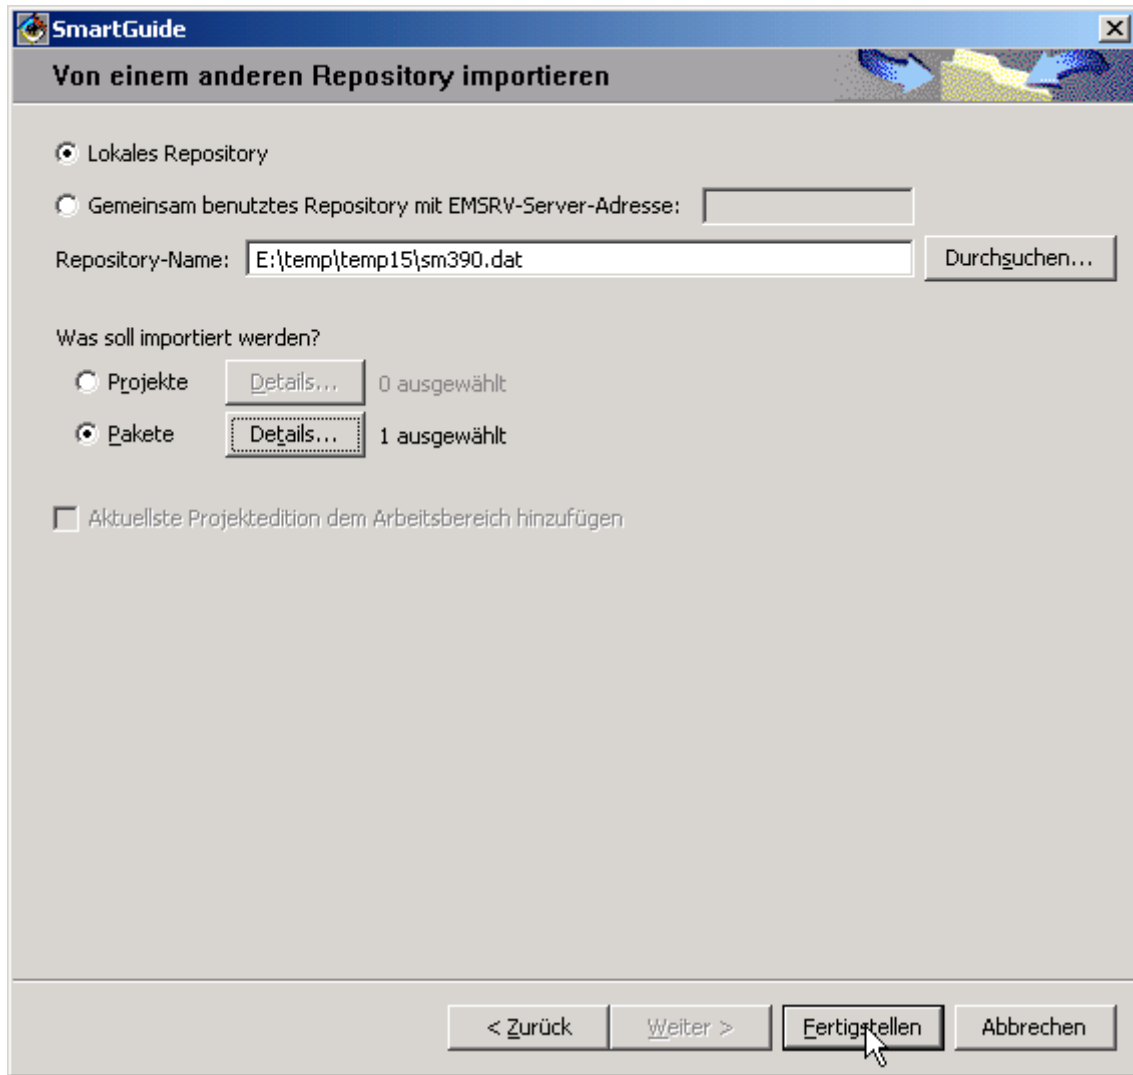 SmartGuide
Von einem anderen Repository importieren
Lokales Repository
Gemeinsam benutztes Repository mit EMSRV-Server-Adresse:
Repository-Name: E:\temp\temp15\sm390.dat Durchsuchen...
Was soll importiert werden?
Projekte Details... 0 ausgewählt
Pakete Details... 1 ausgewählt
Aktuellste Projektedition dem Arbeitsbereich hinzufügen
< Zurück Weiter > Fertigstellen Abbrechen